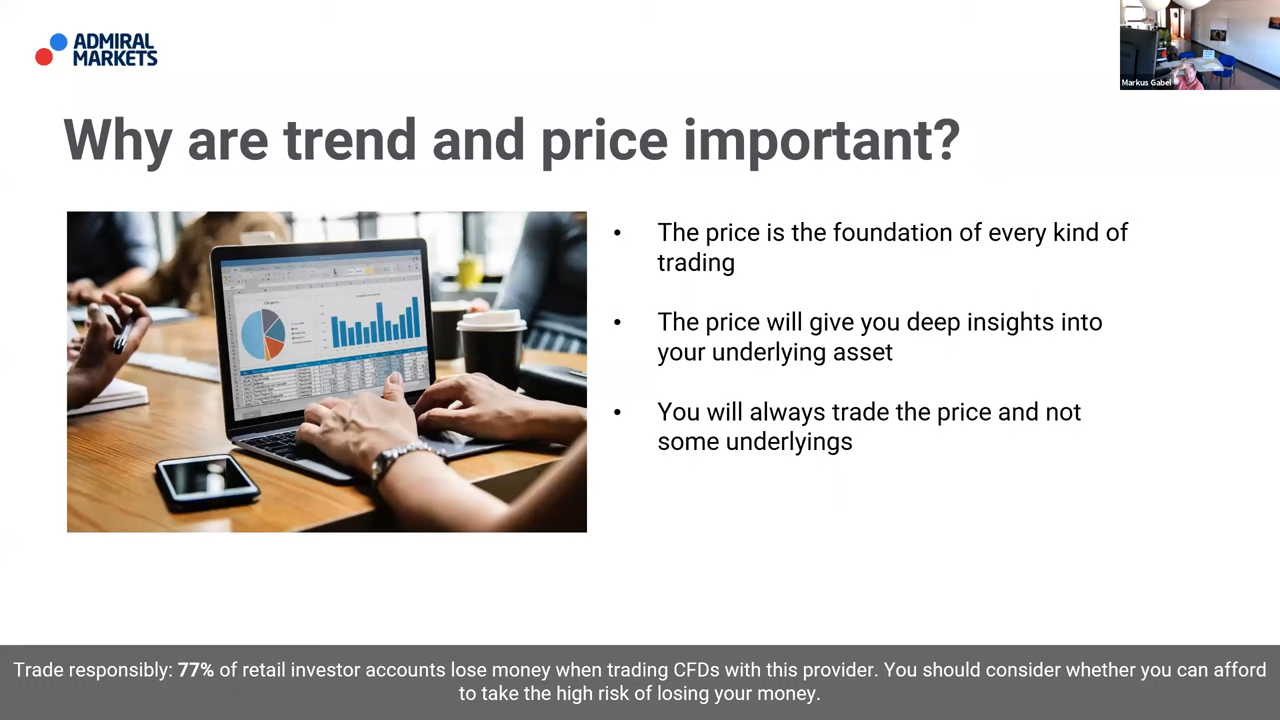 ADMIRAL
MARKETS
Markus Gabel
Why are trend and price important?
• The price is the foundation of every kind of
trading
• The price will give you deep insights into
your underlying asset
• You will always trade the price and not
some underlyings
Trade responsibly: 77% of retail investor accounts lose money when trading CFDs with this provider. You should consider whether you can afford
to take the high risk of losing your money.